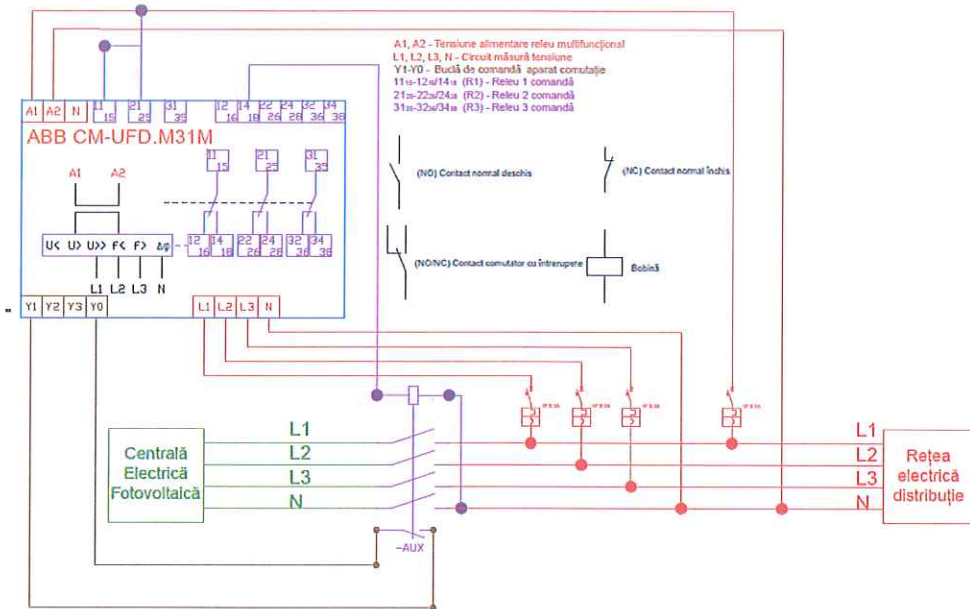 A1, A2 - Tensiune alimentare releu multifuncțional
L1, L2, L3, N - Circuit măsură tensiune
Y1-Y0 - Buclă de comandă aparat comutație
11₁₅-12₁₆/14₁₈ (R1) - Releu 1 comandă
21₂₅-22₂₆/24₂₈ (R2) - Releu 2 comandă
31₃₅-32₃₆/34₃₈ (R3) - Releu 3 comandă
A1 A2 N 11 15 21 25 31 35 12 16 14 18 22 26 24 28 32 36 34 38
ABB CM-UFD.M31M
A1 A2
11 15 21 25 31 35
U< U> U>> F< F> Δφ
12 16 14 18 22 26 24 28 32 36 34 38
L1 L2 L3 N
Y1 Y2 Y3 Y0 L1 L2 L3 N
(NO) Contact normal deschis
(NC) Contact normal închis
(NO/NC) Contact comutator cu întrerupere
Bobină
Centrală
Electrică
Fotovoltaică
L1
L2
L3
N
-AUX
L1
L2
L3
N
Rețea
electrică
distribuție